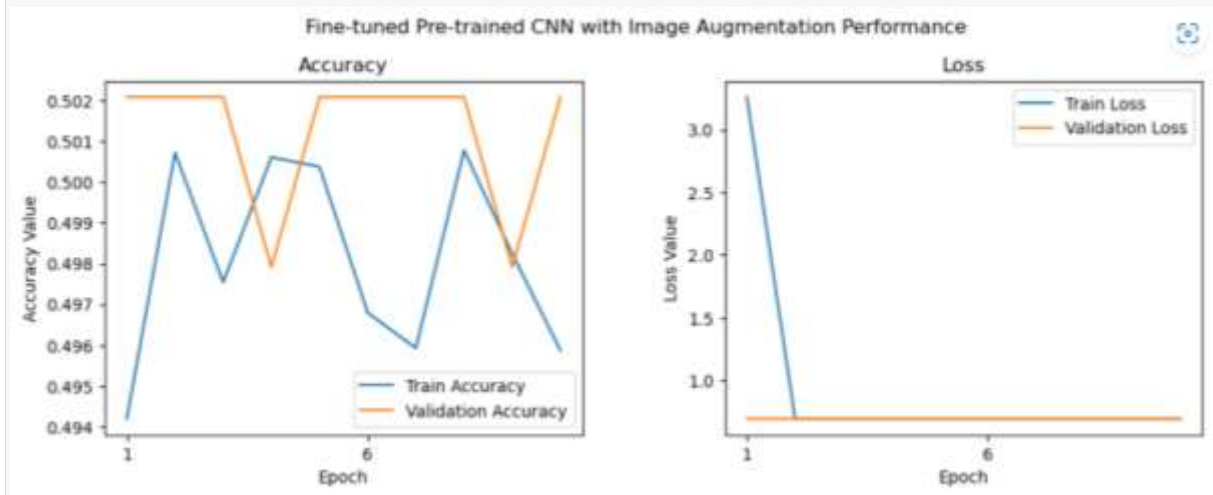 Fine-tuned Pre-trained CNN with Image Augmentation Performance
Accuracy
Accuracy Value
0.502
0.501
0.500
0.499
0.498
0.497
0.496
0.495
0.494
Train Accuracy
Validation Accuracy
1 6
Epoch
Loss
Loss Value
3.0
2.5
2.0
1.5
1.0
Train Loss
Validation Loss
1 6
Epoch